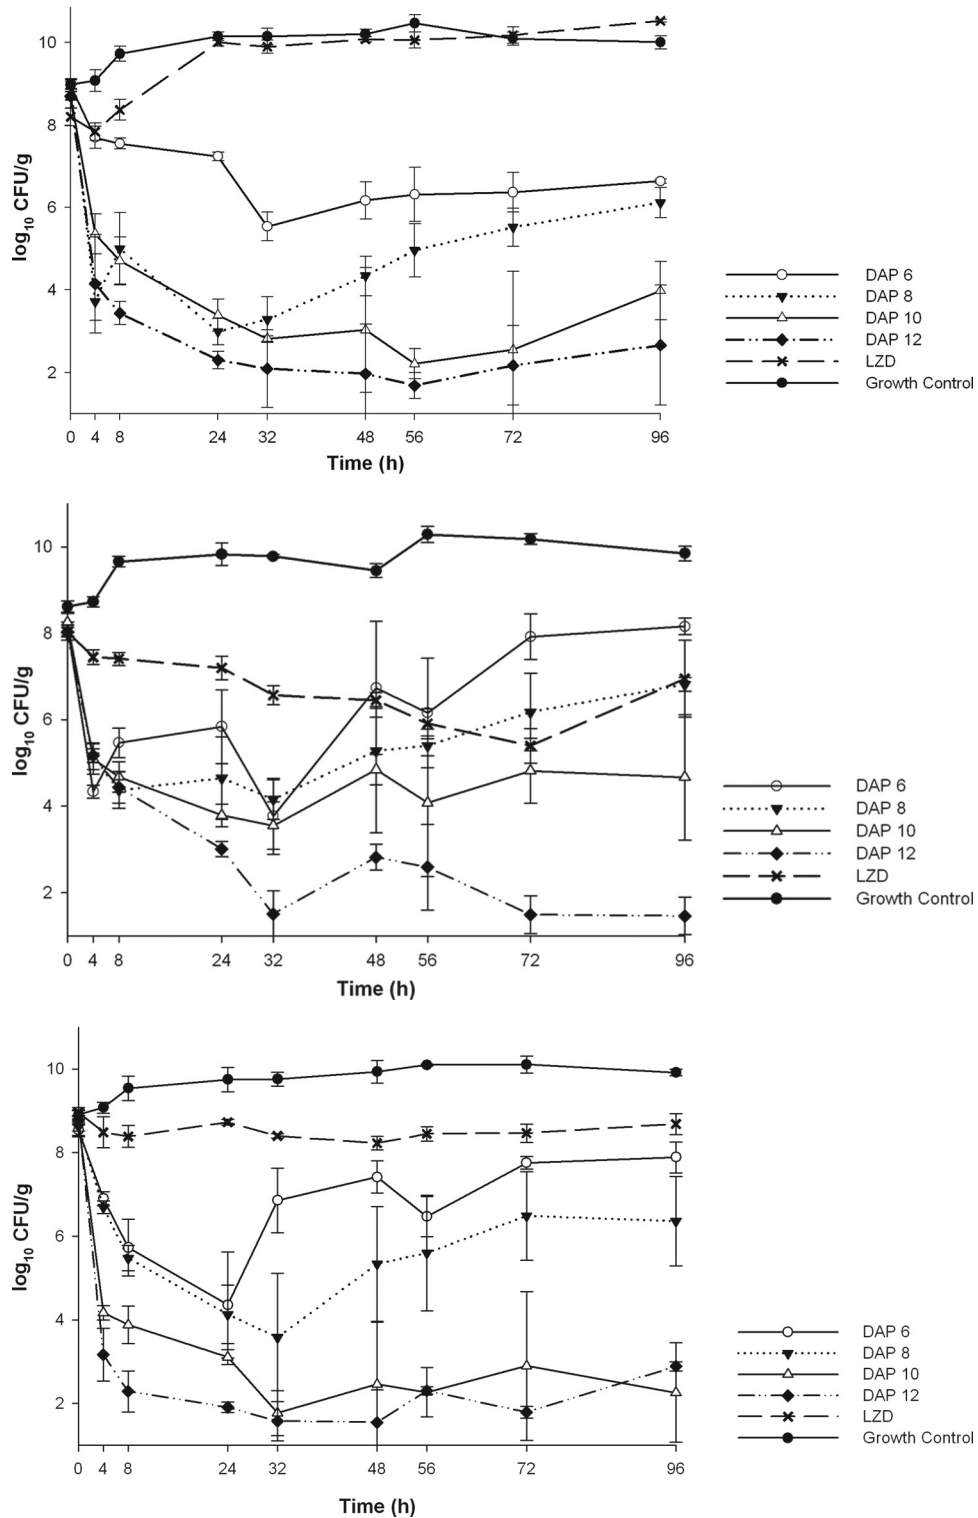 10
8
6
4
2
log10 CFU/g
0 4 8 24 32 48 56 72 96
Time (h)
DAP 6
DAP 8
DAP 10
DAP 12
LZD
Growth Control
10
8
6
4
2
log10 CFU/g
0 4 8 24 32 48 56 72 96
Time (h)
DAP 6
DAP 8
DAP 10
DAP 12
LZD
Growth Control
10
8
6
4
2
log10 CFU/g
0 4 8 24 32 48 56 72 96
Time (h)
DAP 6
DAP 8
DAP 10
DAP 12
LZD
Growth Control